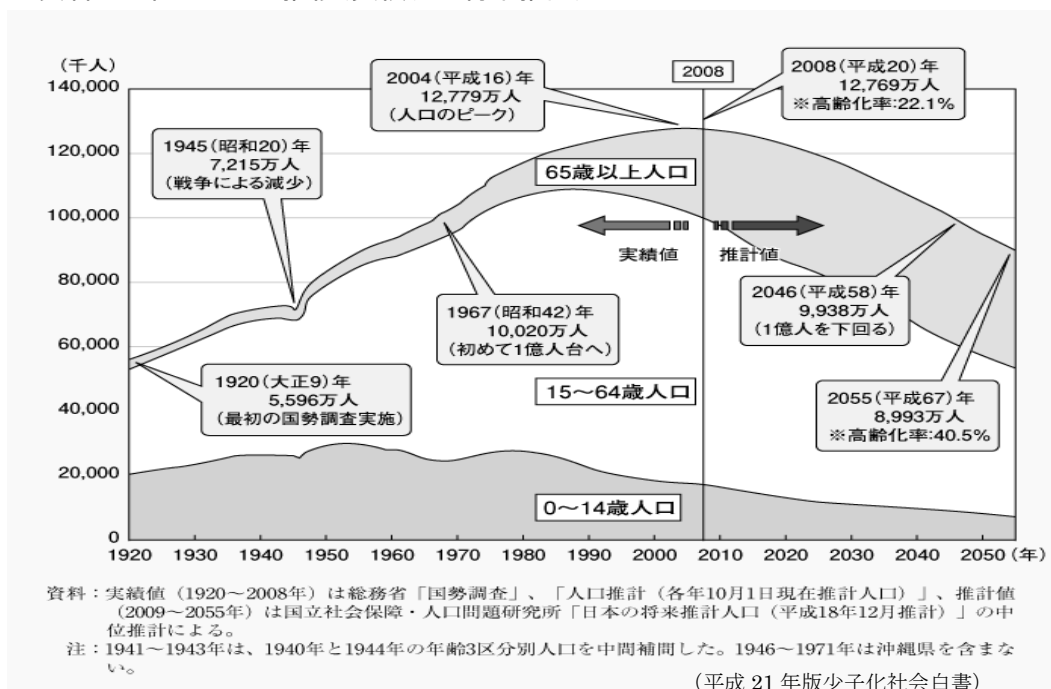 (千人)
140,000
120,000
100,000
80,000
60,000
40,000
20,000
0
2004(平成16)年
12,779万人
(人口のピーク)
2008
2008(平成20)年
12,769万人
※高齢化率:22.1%
1945(昭和20)年
7,215万人
(戦争による減少)
65歳以上人口
実績値
推計値
1967(昭和42)年
10,020万人
(初めて1億人台へ)
2046(平成58)年
9,938万人
(1億人を下回る)
1920(大正9)年
5,596万人
(最初の国勢調査実施)
15〜64歳人口
2055(平成67)年
8,993万人
※高齢化率:40.5%
0〜14歳人口
1920 1930 1940 1950 1960 1970 1980 1990 2000 2010 2020 2030 2040 2050(年)
資料:実績値(1920〜2008年)は総務省「国勢調査」、「人口推計(各年10月1日現在推計人口)」、推計値
(2009〜2055年)は国立社会保障・人口問題研究所「日本の将来推計人口(平成18年12月推計)」の中
位推計による。
注:1941〜1943年は、1940年と1944年の年齢3区分別人口を中間補間した。1946〜1971年は沖縄県を含まな
い。
(平成 21 年版少子化社会白書)